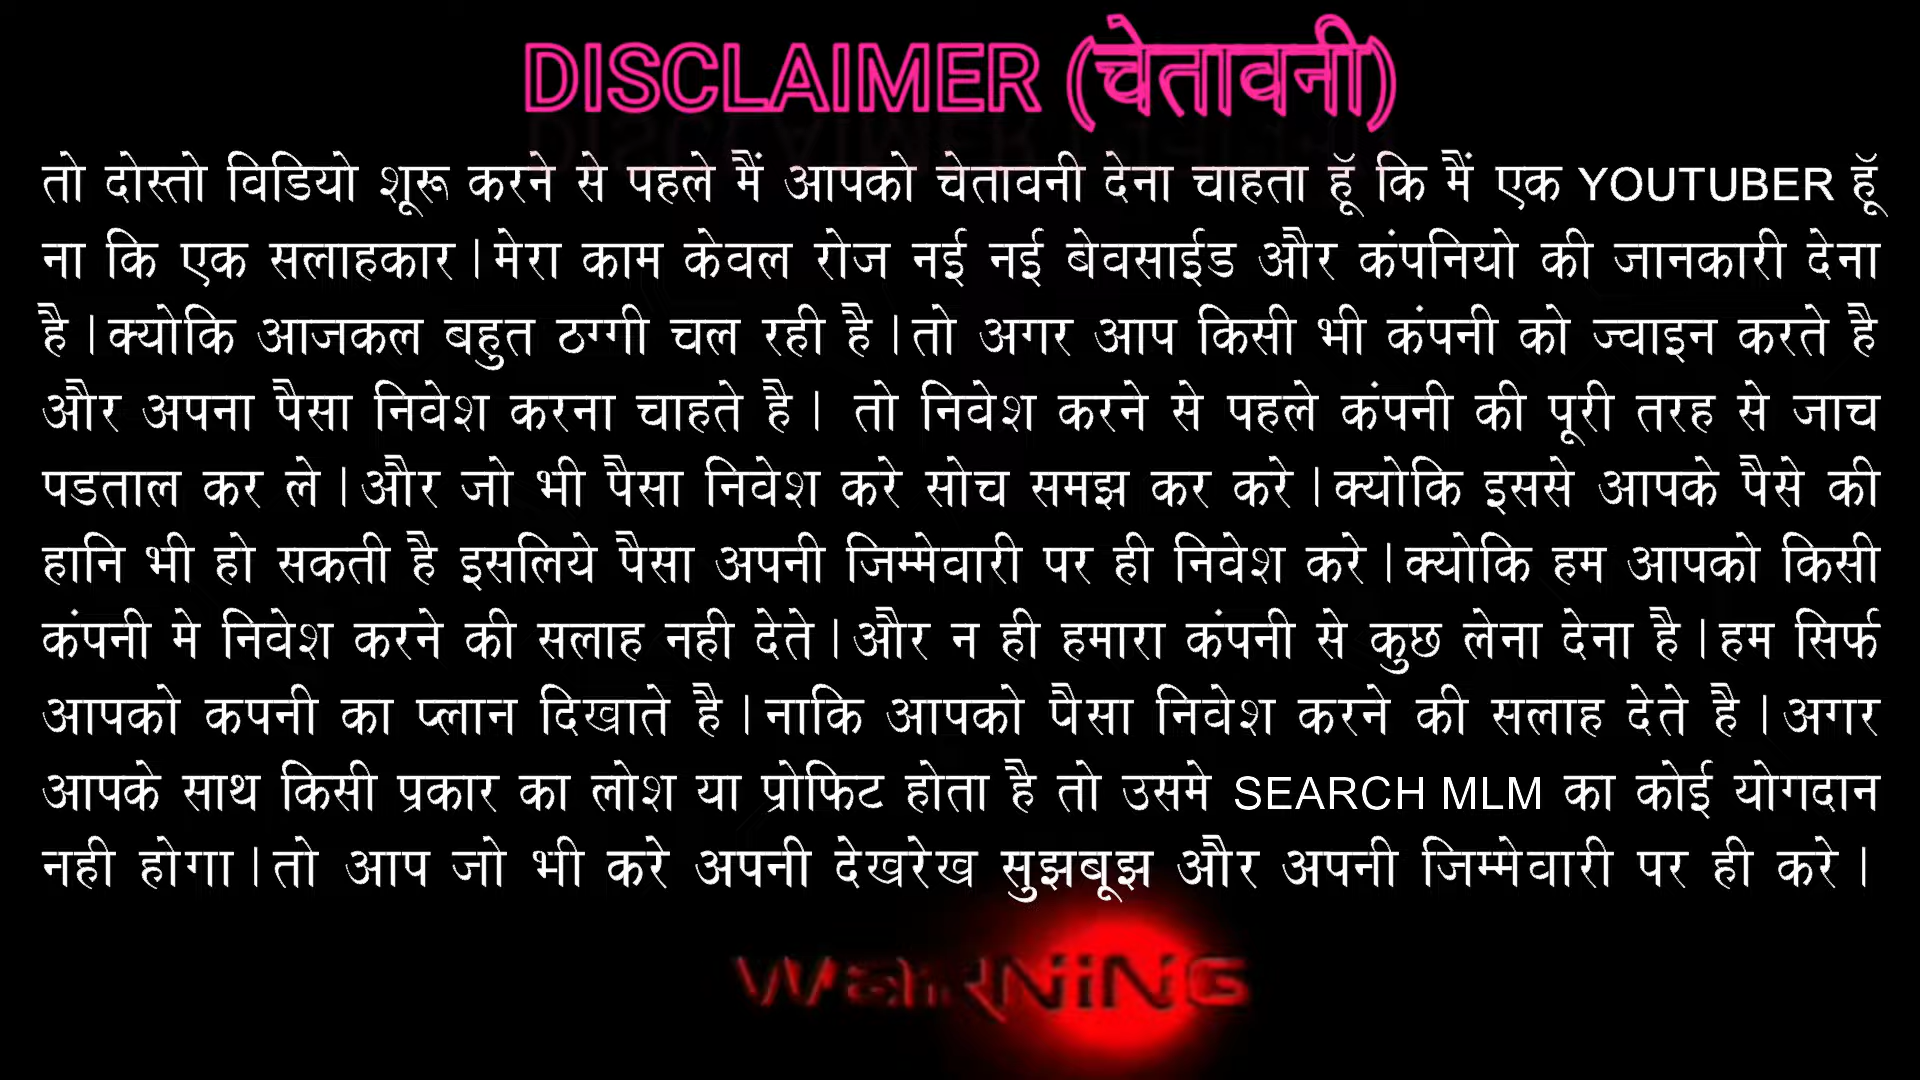 DISCLAIMER (चेतावनी)
तो दोस्तो विडियो शूरू करने से पहले मैं आपको चेतावनी देना चाहता हूॅ कि मैं एक YOUTUBER हूॅ
ना कि एक सलाहकार।मेरा काम केवल रोज नई नई बेवसाईड और कंपनियो की जानकारी देना
है।क्योकि आजकल बहुत ठग्गी चल रही है।तो अगर आप किसी भी कंपनी को ज्वाइन करते है
और अपना पैसा निवेश करना चाहते है। तो निवेश करने से पहले कंपनी की पूरी तरह से जाच
पडताल कर ले।और जो भी पैसा निवेश करे सोच समझ कर करे।क्योकि इससे आपके पैसे की
हानि भी हो सकती है इसलिये पैसा अपनी जिम्मेवारी पर ही निवेश करे।क्योकि हम आपको किसी
कंपनी मे निवेश करने की सलाह नही देते।और न ही हमारा कंपनी से कुछ लेना देना है।हम सिर्फ
आपको कपनी का प्लान दिखाते है।नाकि आपको पैसा निवेश करने की सलाह देते है।अगर
आपके साथ किसी प्रकार का लोश या प्रोफिट होता है तो उसमे SEARCH MLM का कोई योगदान
नही होगा।तो आप जो भी करे अपनी देखरेख सुझबूझ और अपनी जिम्मेवारी पर ही करे।
WARNiNG